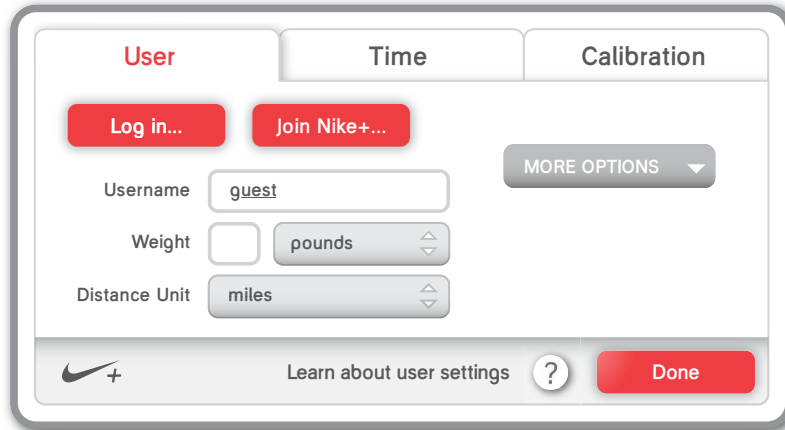 User Time Calibration
Log in... Join Nike+...
MORE OPTIONS
Username guest
Weight pounds
Distance Unit miles
+ Learn about user settings ? Done